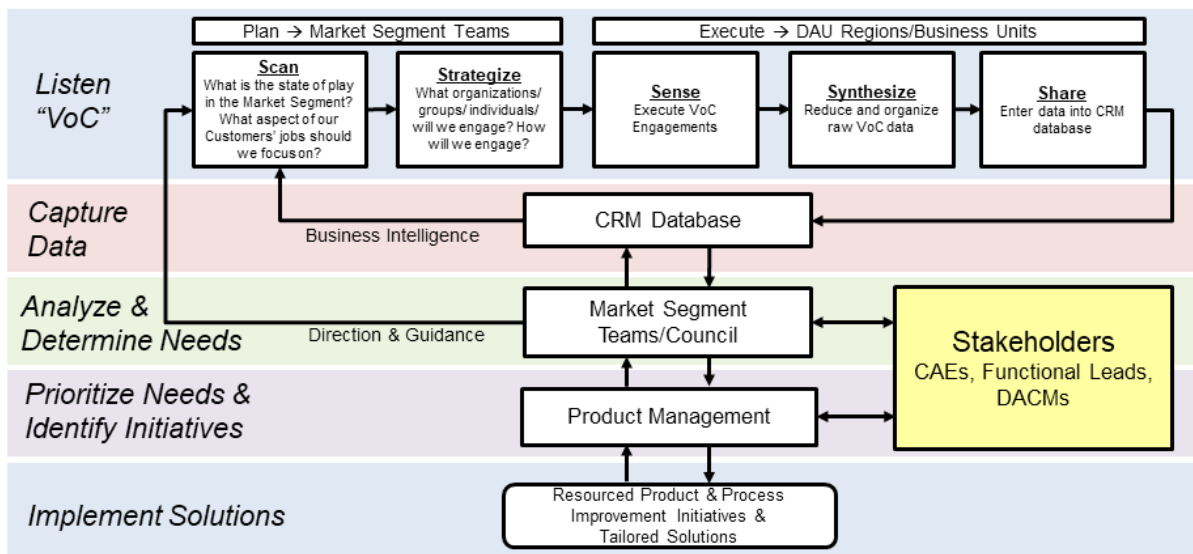 Plan → Market Segment Teams
Execute → DAU Regions/Business Units
Listen
“VoC”
Scan
What is the state of play
in the Market Segment?
What aspect of our
Customers’ jobs should
we focus on?
Strategize
What organizations/
groups/ individuals/
will we engage? How
will we engage?
Sense
Execute VoC
Engagements
Synthesize
Reduce and organize
raw VoC data
Share
Enter data into CRM
database
Capture
Data
CRM Database
Business Intelligence
Analyze &
Determine Needs
Market Segment
Teams/Council
Direction & Guidance
Stakeholders
CAEs, Functional Leads,
DACMs
Prioritize Needs &
Identify Initiatives
Product Management
Implement Solutions
Resourced Product & Process
Improvement Initiatives &
Tailored Solutions